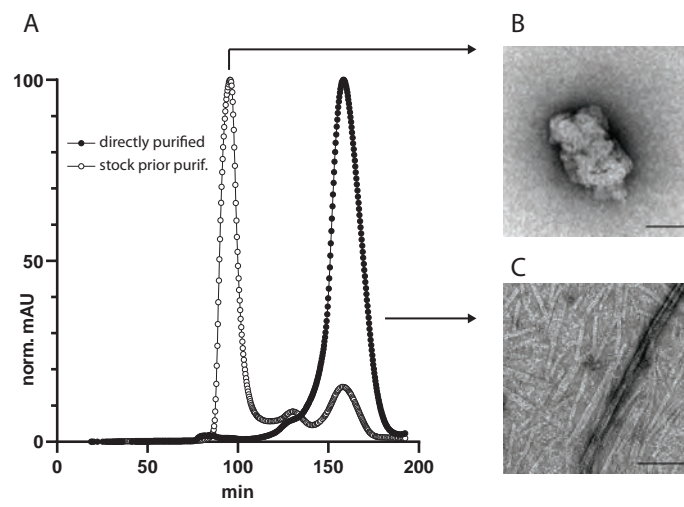 A
B
100
directly purified
stock prior purif.
50
norm. mAU
C
0
0
50
100
150
200
min